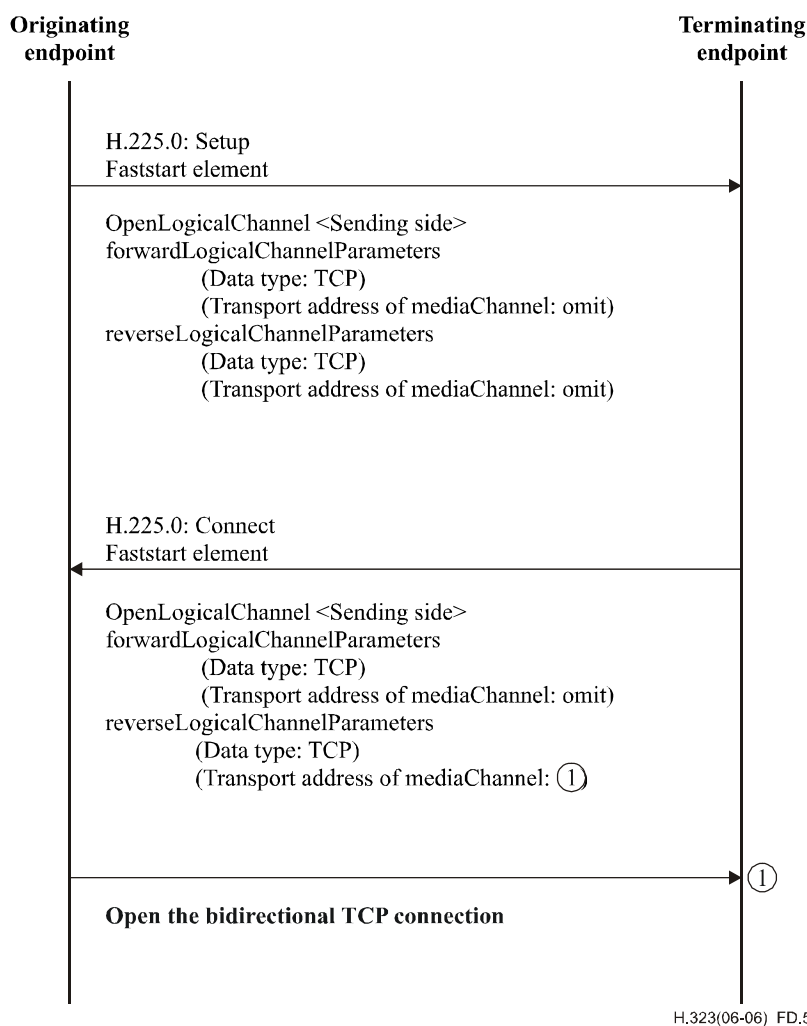 Originating
endpoint
Terminating
endpoint
H.225.0: Setup
Faststart element
OpenLogicalChannel <Sending side>
forwardLogicalChannelParameters
(Data type: TCP)
(Transport address of mediaChannel: omit)
reverseLogicalChannelParameters
(Data type: TCP)
(Transport address of mediaChannel: omit)
H.225.0: Connect
Faststart element
OpenLogicalChannel <Sending side>
forwardLogicalChannelParameters
(Data type: TCP)
(Transport address of mediaChannel: omit)
reverseLogicalChannelParameters
(Data type: TCP)
(Transport address of mediaChannel: ①)
①
Open the bidirectional TCP connection
H.323(06-06) FD.5